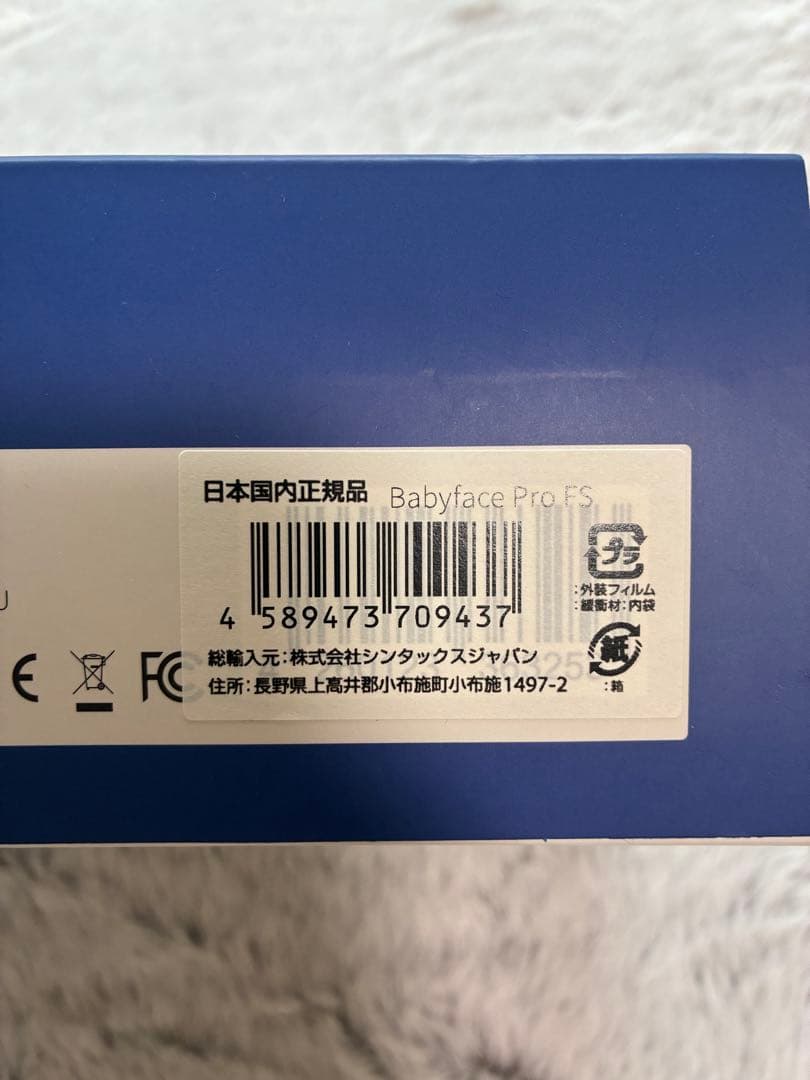 日本国内正規品 Babyface Pro FS
4 589473 709437
プラ
:外装フィルム
:緩衝材:内袋
総輸入元:株式会社シンタックスジャパン
住所:長野県上高井郡小布施町小布施1497-2
紙
:箱
U
CE
FC